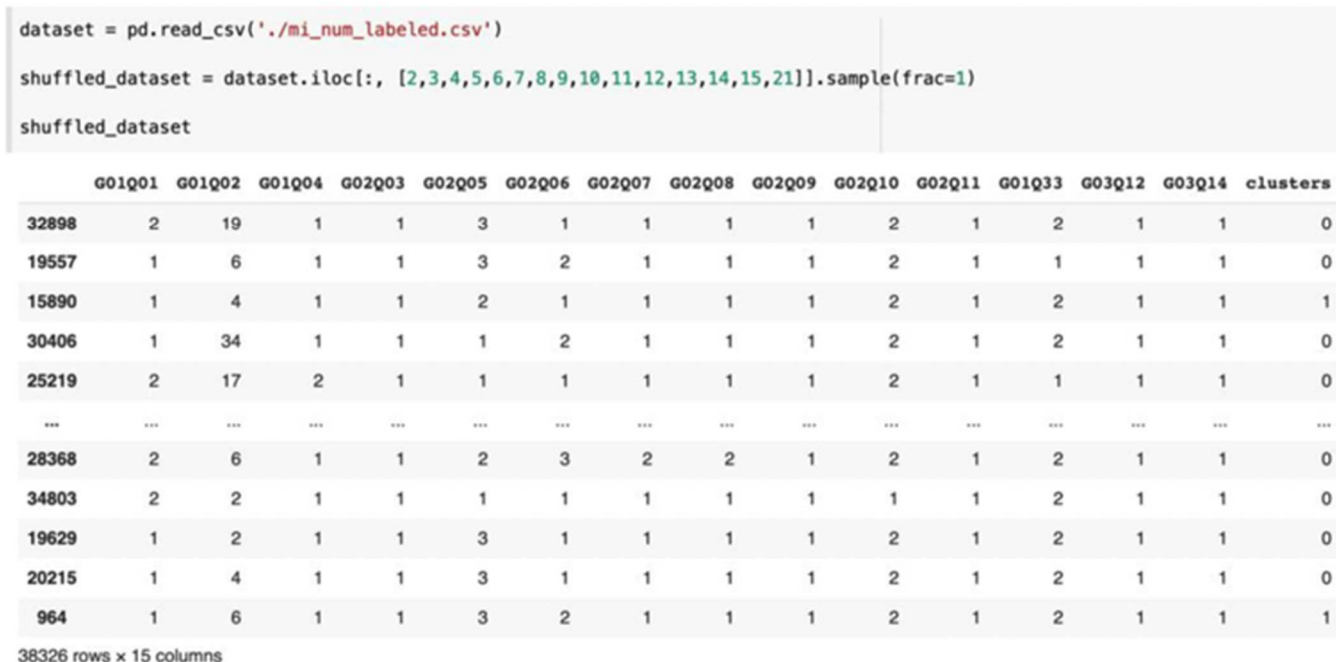 dataset = pd.read_csv('./mi_num_labeled.csv')
shuffled_dataset = dataset.iloc[:, [2,3,4,5,6,7,8,9,10,11,12,13,14,15,21]].sample(frac=1)
shuffled_dataset
G01Q01 G01Q02 G01Q04 G02Q03 G02Q05 G02Q06 G02Q07 G02Q08 G02Q09 G02Q10 G02Q11 G01Q33 G03Q12 G03Q14 clusters
32898 2 19 1 1 3 1 1 1 1 2 1 2 1 1 0
19557 1 6 1 1 3 2 1 1 1 2 1 1 1 1 0
15890 1 4 1 1 2 1 1 1 1 2 1 2 1 1 1
30406 1 34 1 1 1 2 1 1 1 2 1 2 1 1 0
25219 2 17 2 1 1 1 1 1 1 2 1 1 1 1 0
... ... ... ... ... ... ... ... ... ... ... ... ... ... ... ...
28368 2 6 1 1 2 3 2 2 1 2 1 2 1 1 0
34803 2 2 1 1 1 1 1 1 1 1 1 2 1 1 0
19629 1 2 1 1 3 1 1 1 1 2 1 2 1 1 0
20215 1 4 1 1 3 1 1 1 1 2 1 2 1 1 0
964 1 6 1 1 3 2 1 1 1 2 1 2 1 1 1
38326 rows × 15 columns